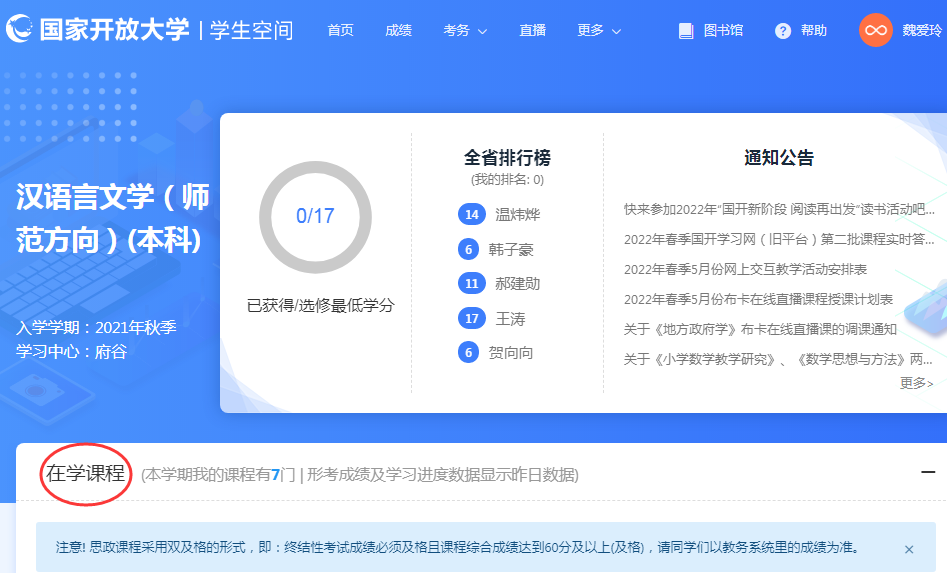 国家开放大学 | 学生空间 首页 成绩 考务 直播 更多 图书馆 ? 帮助 魏爱玲
汉语言文学（师
范方向）(本科)
入学学期：2021年秋季
学习中心：府谷
0/17
已获得/选修最低学分
全省排行榜
(我的排名: 0)
14 温炜烨
6 韩子豪
11 郝建勋
17 王涛
6 贺向向
通知公告
快来参加2022年“国开新阶段 阅读再出发”读书活动吧...
2022年春季国开学习网（旧平台）第二批课程实时答...
2022年春季5月份网上交互教学活动安排表
2022年春季5月份布卡在线直播课程授课计划表
关于《地方政府学》布卡在线直播课的调课通知
关于《小学数学教学研究》、《数学思想与方法》两...
更多>
在学课程 (本学期我的课程有7门 | 形考成绩及学习进度数据显示昨日数据)
注意! 思政课程采用双及格的形式，即：终结性考试成绩必须及格且课程综合成绩达到60分及以上(及格)，请同学们以教务系统里的成绩为准。 ×